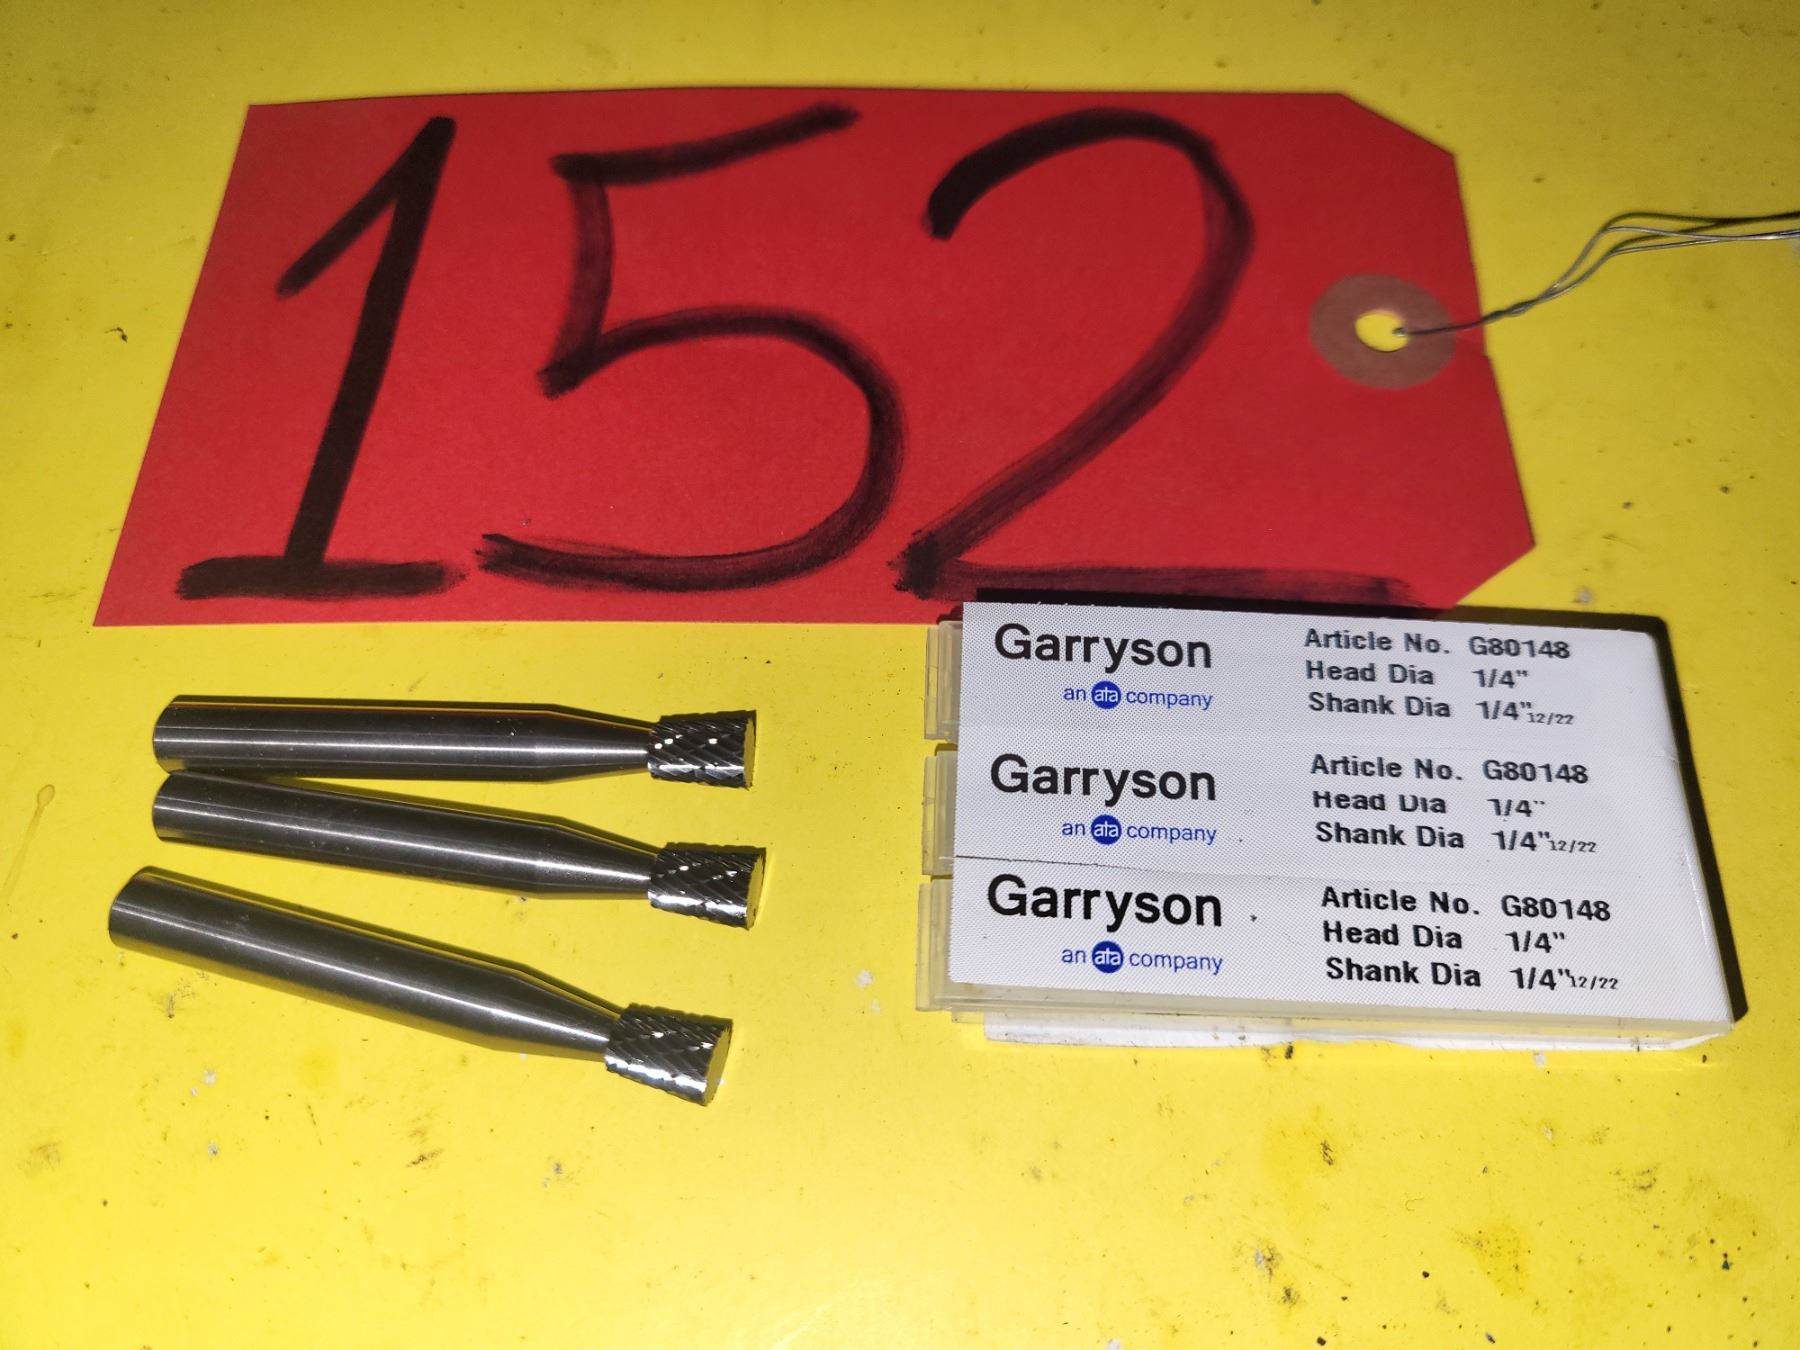 152
Garryson
an ata company
Article No. G80148
Head Dia 1/4"
Shank Dia 1/4" 12/22
Garryson
an ata company
Article No. G80148
Head Dia 1/4"
Shank Dia 1/4" 12/22
Garryson
an ata company
Article No. G80148
Head Dia 1/4"
Shank Dia 1/4" 12/22